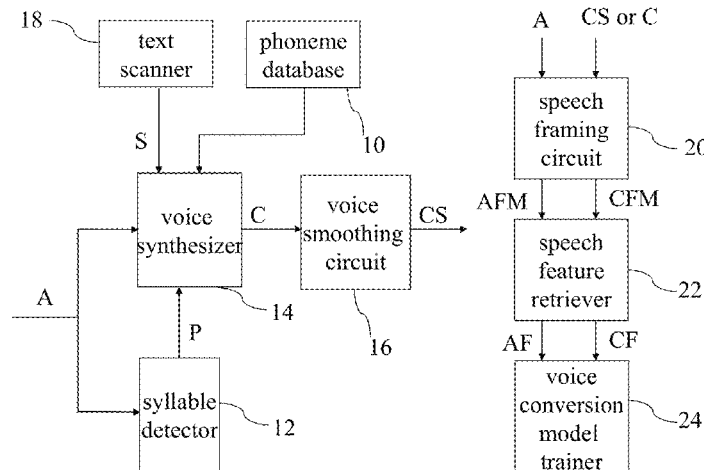 18
text
scanner
phoneme
database
10
S
voice
synthesizer
14
C
voice
smoothing
circuit
16
CS
A
P
syllable
detector
12
A
CS or C
speech
framing
circuit
20
AFM
CFM
speech
feature
retriever
22
AF
CF
voice
conversion
model
trainer
24